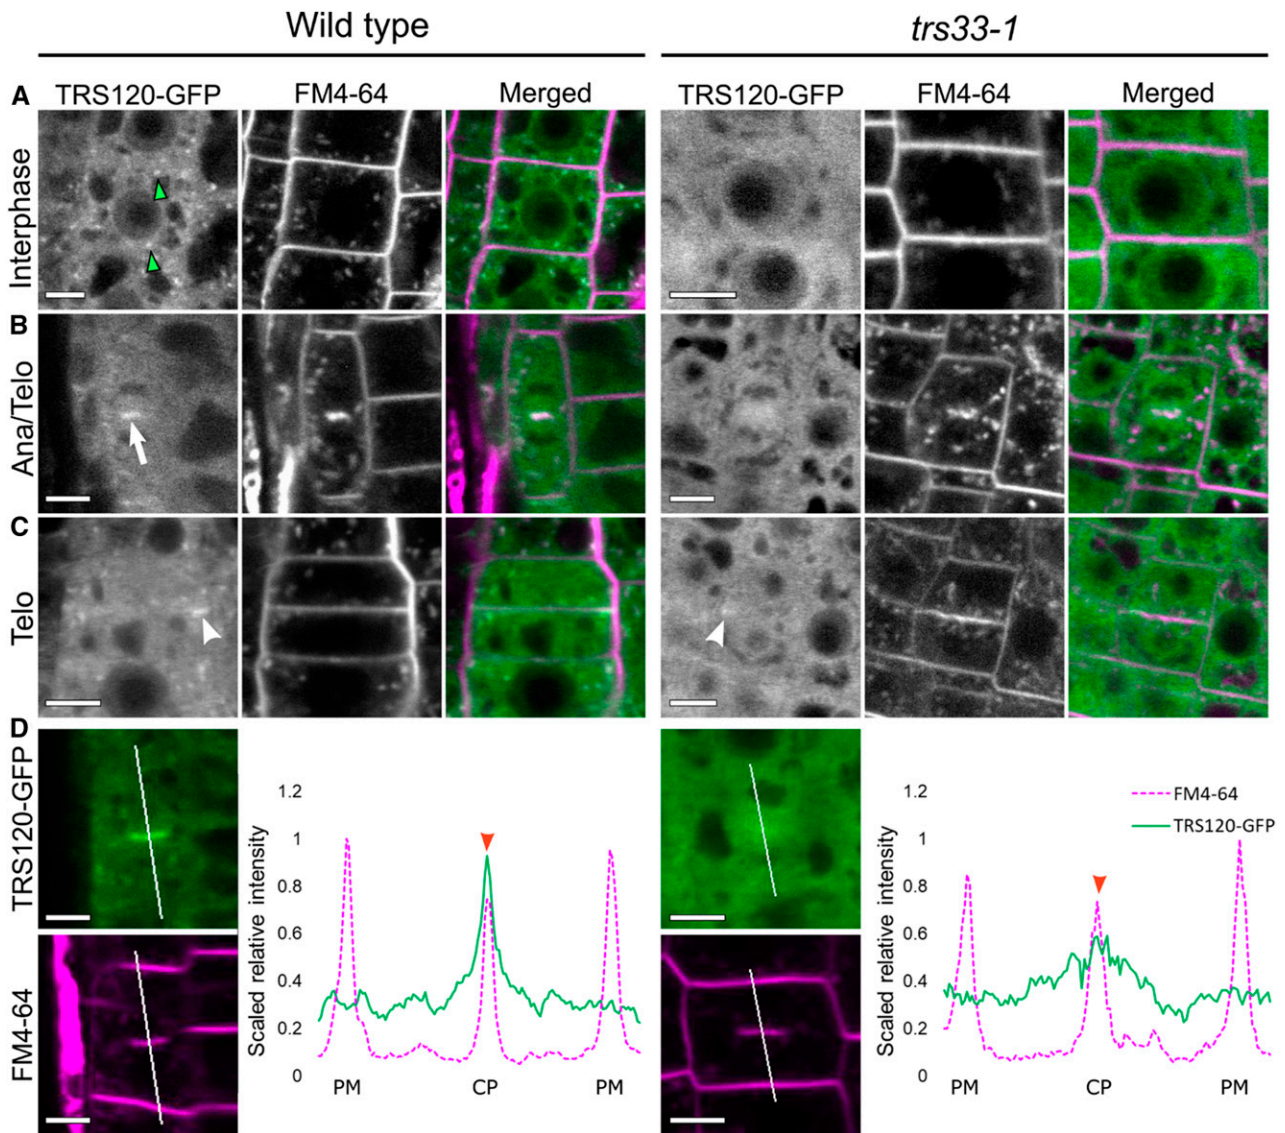 Wild type
trs33-1
A
TRS120-GFP
FM4-64
Merged
TRS120-GFP
FM4-64
Merged
Interphase
B
Ana/Telo
C
Telo
D
TRS120-GFP
FM4-64
Scaled relative intensity
1.2
1
0.8
0.6
0.4
0.2
0
PM
CP
PM
Scaled relative intensity
1.2
1
0.8
0.6
0.4
0.2
0
PM
CP
PM
FM4-64
TRS120-GFP